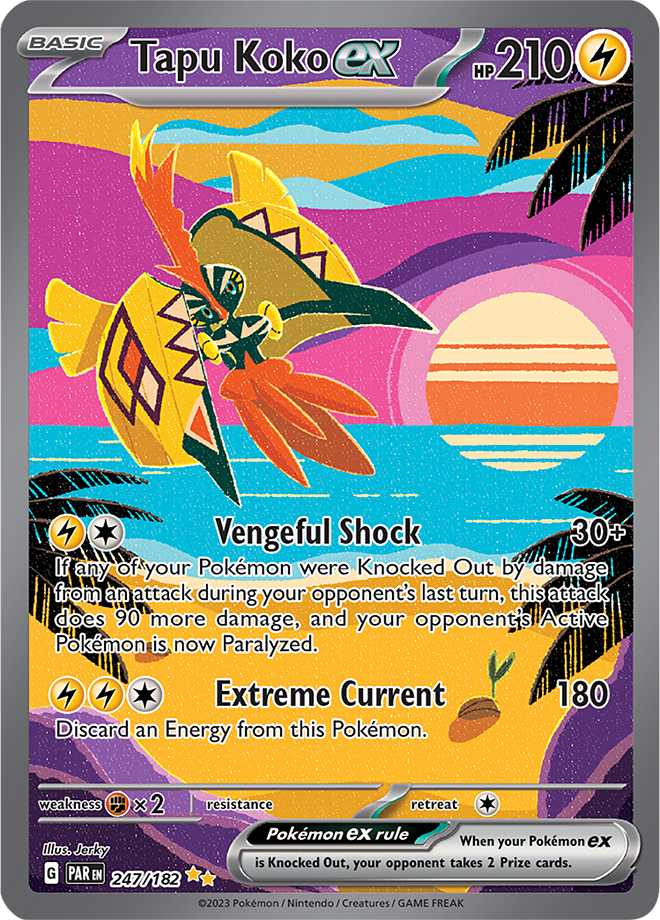 BASIC Tapu Koko ex HP 210
Vengeful Shock 30+
If any of your Pokémon were Knocked Out by damage
from an attack during your opponent's last turn, this attack
does 90 more damage, and your opponent's Active
Pokémon is now Paralyzed.
Extreme Current 180
Discard an Energy from this Pokémon.
weakness ×2 resistance retreat
Pokémon ex rule When your Pokémon ex
is Knocked Out, your opponent takes 2 Prize cards.
Illus. Jerky
G PAR EN 247/182
©2023 Pokémon / Nintendo / Creatures / GAME FREAK